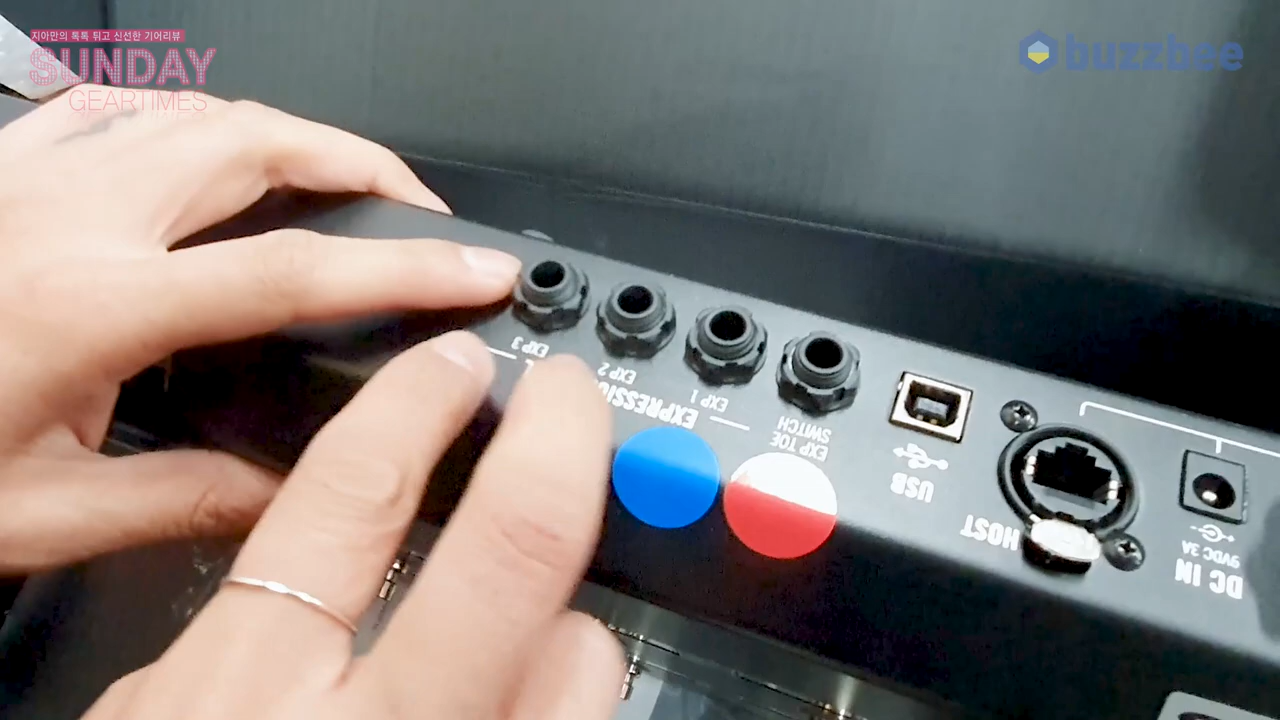 지아만의 톡톡 튀고 신선한 기어리뷰
SUNDAY
GEARTIMES
buzzbee
EXP 3
EXP 2
EXP 1
EXP TOE
SWITCH
USB
HOST
9VDC 3A
DC IN